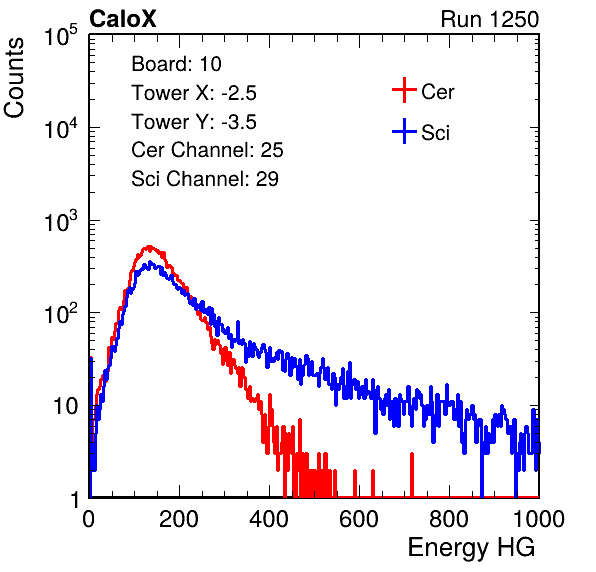 CaloX Run 1250
Counts
Board: 10
Tower X: -2.5
Tower Y: -3.5
Cer Channel: 25
Sci Channel: 29
Cer
Sci
10^5
10^4
10^3
10^2
10
1
0 200 400 600 800 1000
Energy HG